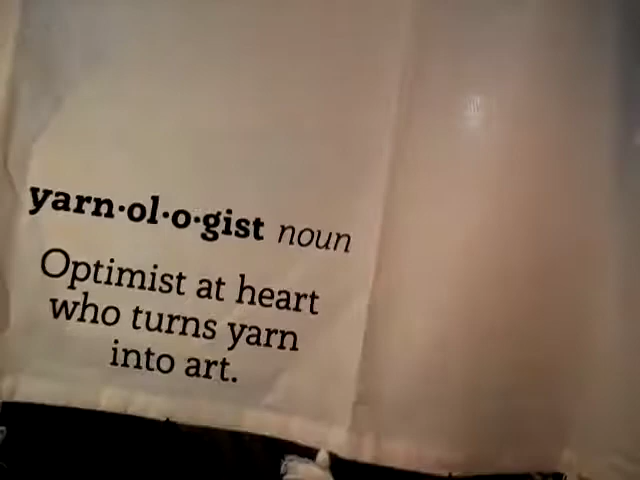 yarn·ol·o·gist noun
Optimist at heart
who turns yarn
into art.